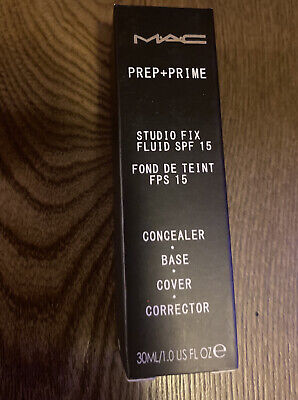 MAC
PREP+PRIME
STUDIO FIX
FLUID SPF 15
FOND DE TEINT
FPS 15
CONCEALER
•
BASE
•
COVER
•
CORRECTOR
30ML/1.0 US FL OZ℮